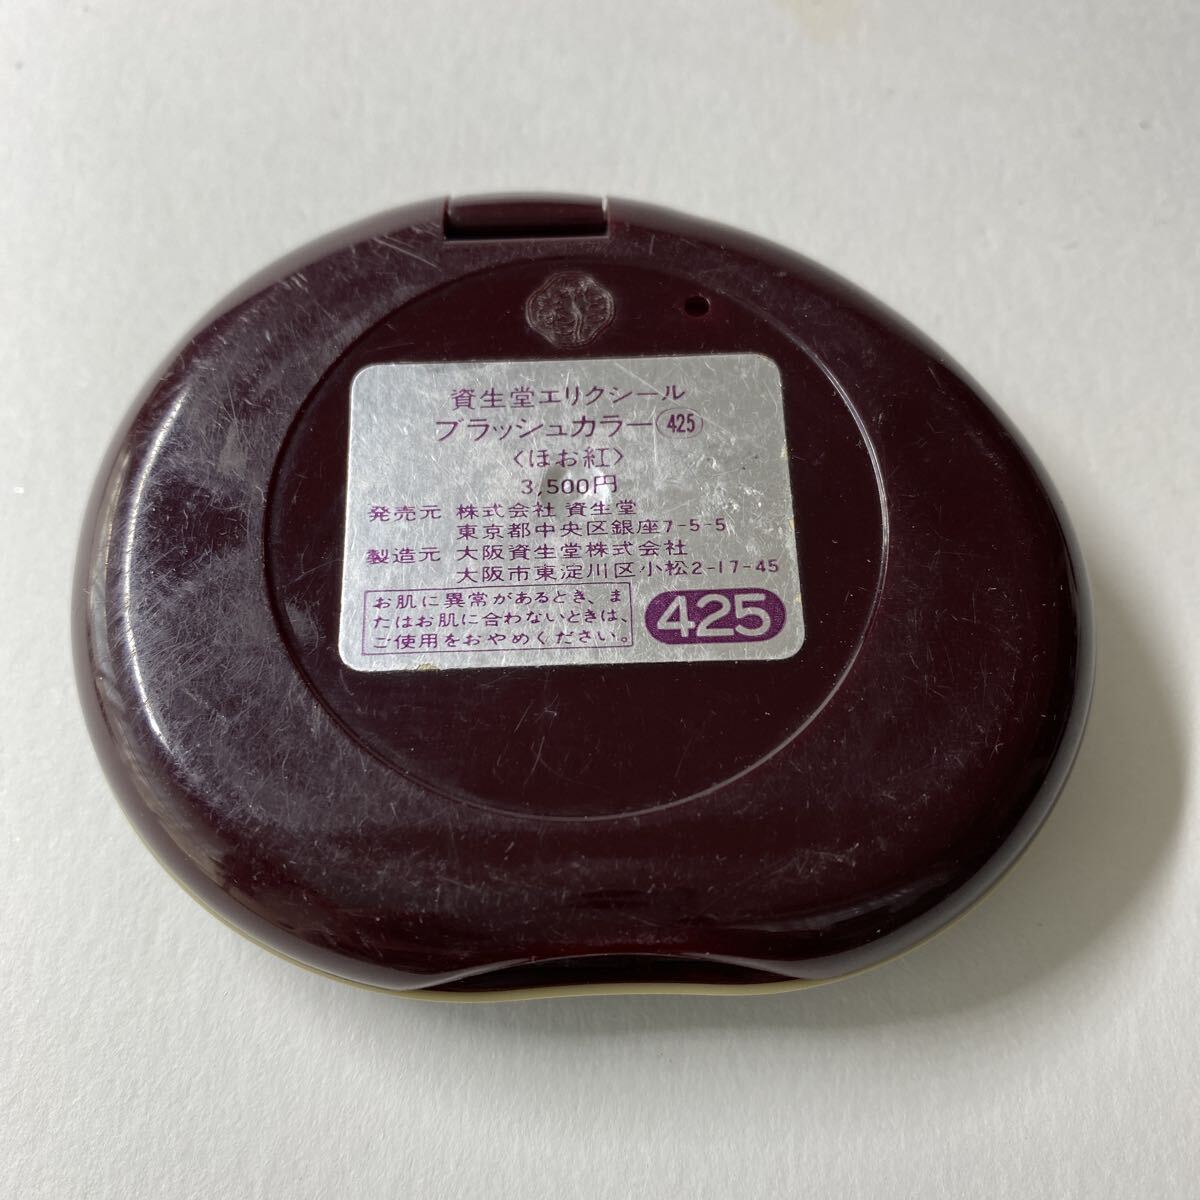 資生堂エリクシール
ブラッシュカラー 425
〈ほお紅〉
3,500円
発売元 株式会社 資生堂
東京都中央区銀座7-5-5
製造元 大阪資生堂株式会社
大阪市東淀川区小松2-17-45
お肌に異常があるとき、ま
たはお肌に合わないときは、
ご使用をおやめください。
425